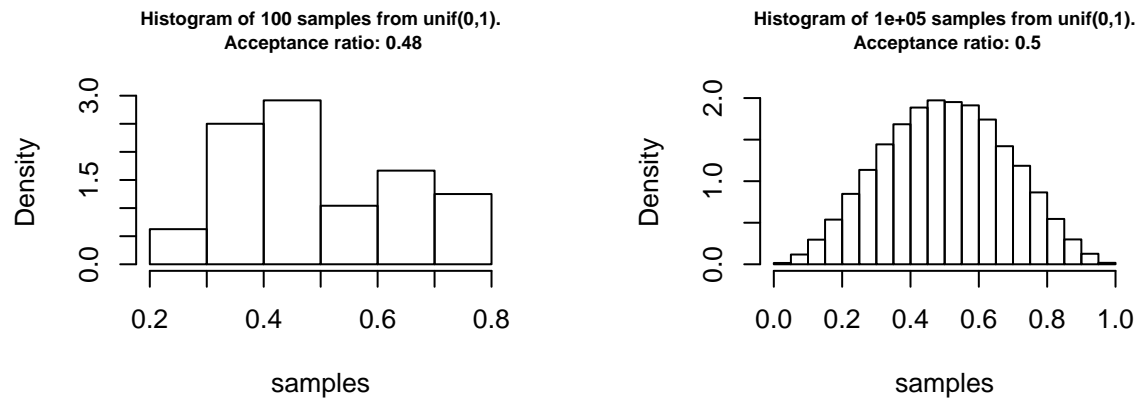 Histogram of 100 samples from unif(0,1).
Acceptance ratio: 0.48
Density
3.0
1.5
0.0
0.2 0.4 0.6 0.8
samples
Histogram of 1e+05 samples from unif(0,1).
Acceptance ratio: 0.5
Density
2.0
1.0
0.0
0.0 0.2 0.4 0.6 0.8 1.0
samples